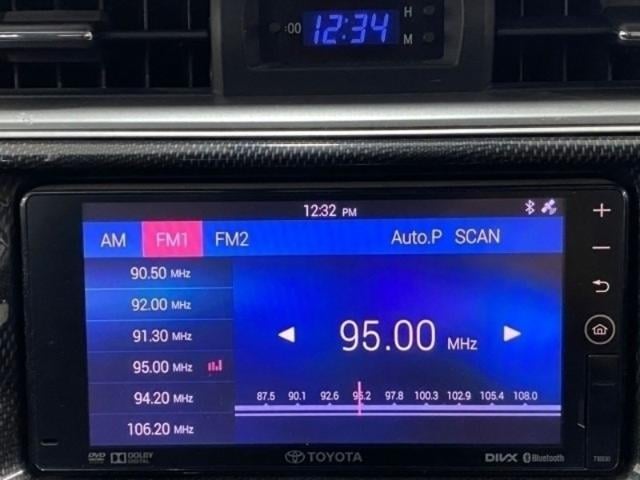 :00 12:34 H
M
12:32 PM
AM FM1 FM2 Auto.P SCAN
90.50 MHz
92.00 MHz
91.30 MHz
95.00 MHz
94.20 MHz
106.20 MHz
95.00 MHz
87.5 90.1 92.6 95.2 97.8 100.3 102.9 105.4 108.0
DVD DOLBY DIGITAL TOYOTA DIVX Bluetooth